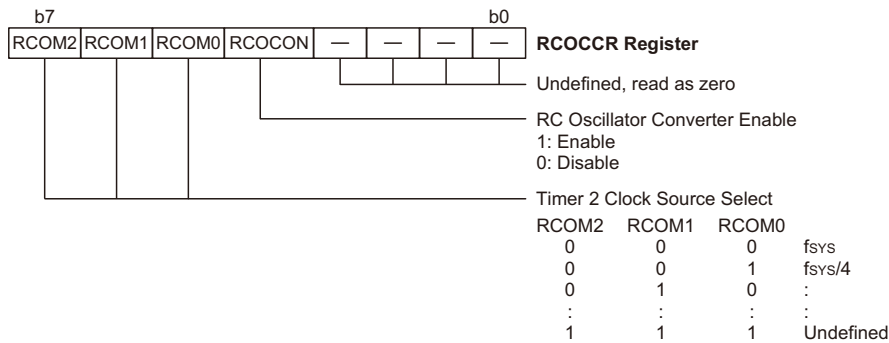 b7 b0
RCOM2 RCOM1 RCOM0 RCOCON — — — — RCOCCR Register
Undefined, read as zero
RC Oscillator Converter Enable
1: Enable
0: Disable
Timer 2 Clock Source Select
RCOM2 RCOM1 RCOM0
0 0 0 fSYS
0 0 1 fSYS/4
0 1 0 :
: : : :
1 1 1 Undefined